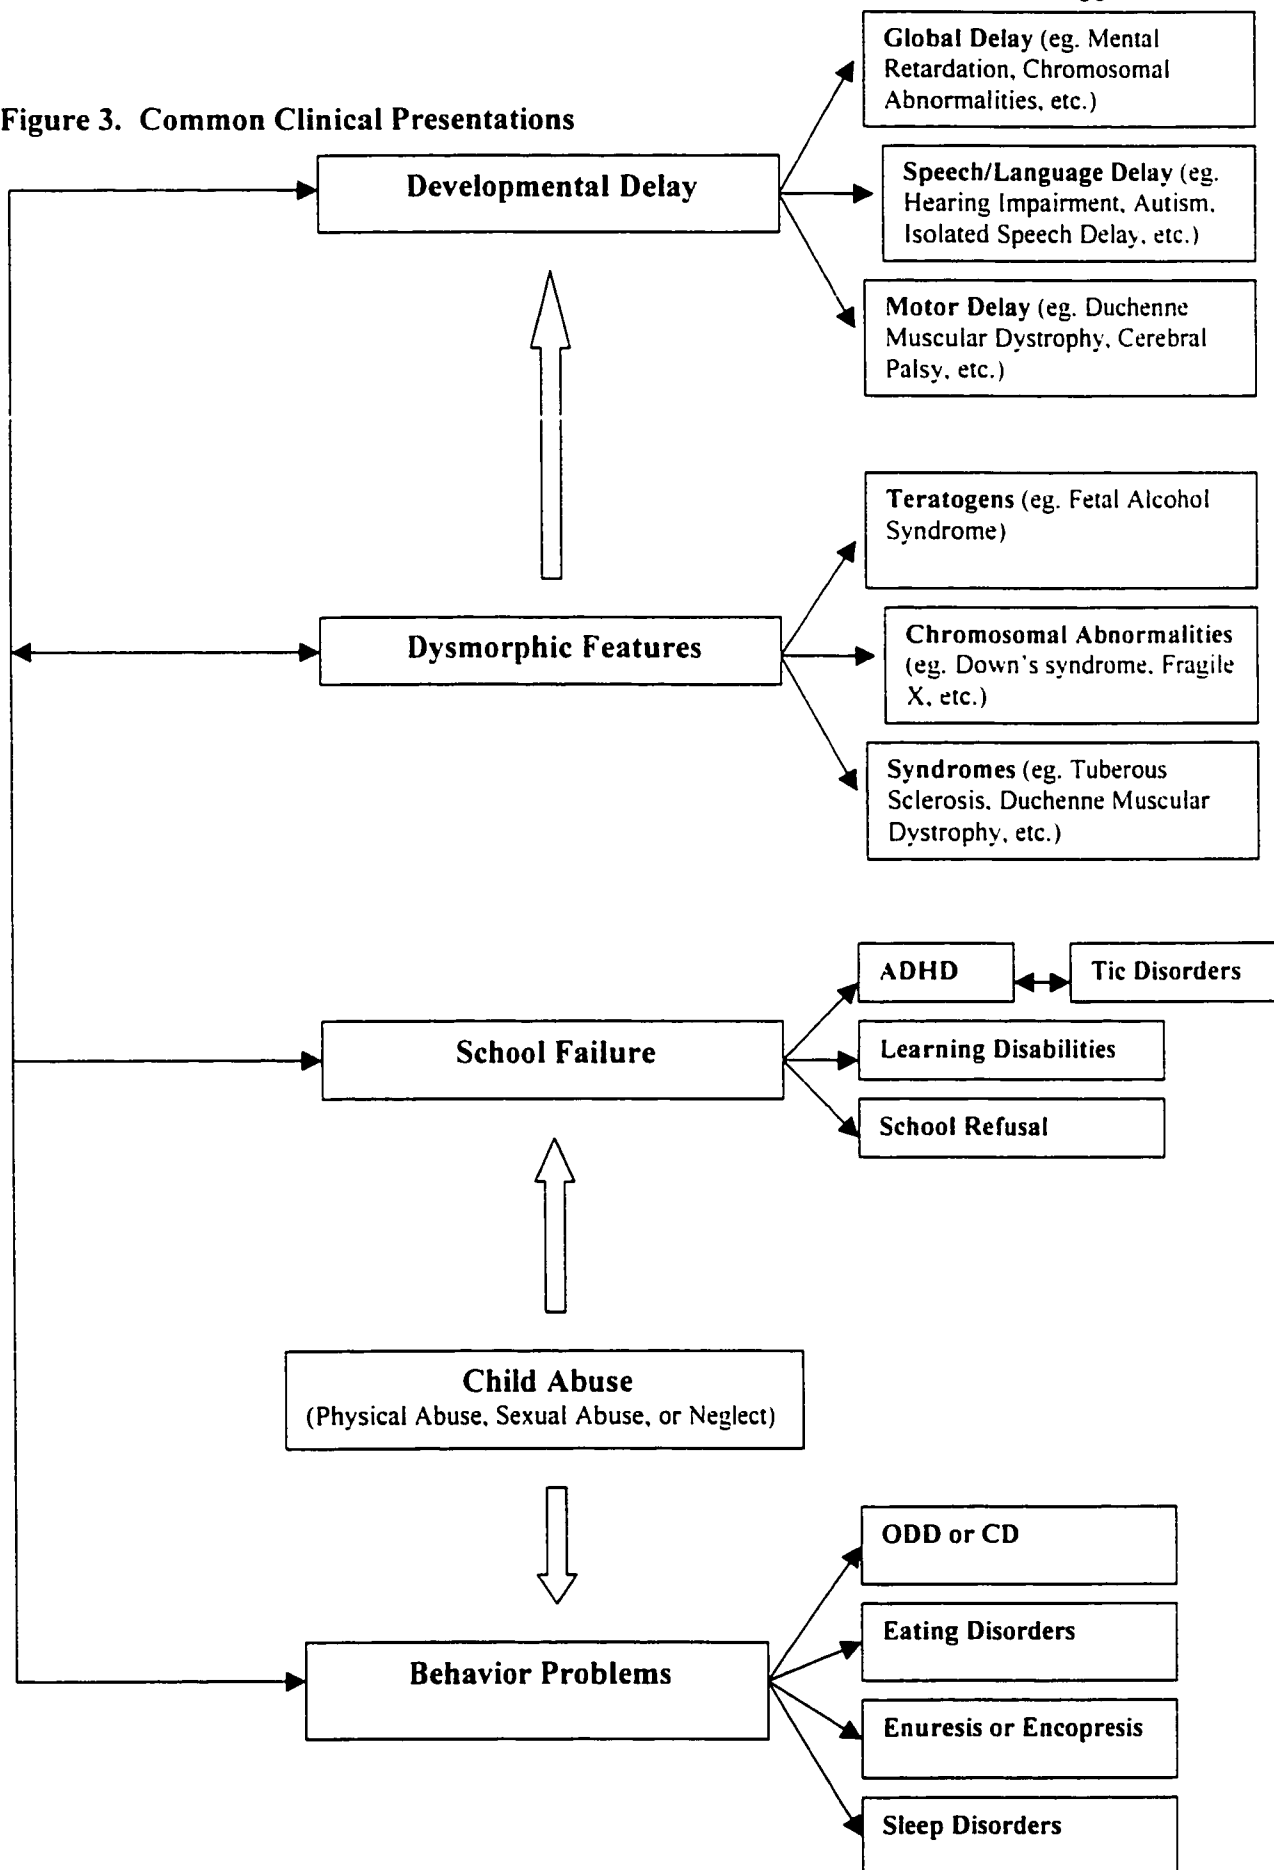 Global Delay (eg. Mental
Retardation, Chromosomal
Abnormalities, etc.)
Figure 3. Common Clinical Presentations
Developmental Delay
Speech/Language Delay (eg.
Hearing Impairment, Autism,
Isolated Speech Delay, etc.)
Motor Delay (eg. Duchenne
Muscular Dystrophy, Cerebral
Palsy, etc.)
Teratogens (eg. Fetal Alcohol
Syndrome)
Dysmorphic Features
Chromosomal Abnormalities
(eg. Down's syndrome, Fragile
X, etc.)
Syndromes (eg. Tuberous
Sclerosis, Duchenne Muscular
Dystrophy, etc.)
ADHD
Tic Disorders
School Failure
Learning Disabilities
School Refusal
Child Abuse
(Physical Abuse, Sexual Abuse, or Neglect)
ODD or CD
Eating Disorders
Behavior Problems
Enuresis or Encopresis
Sleep Disorders